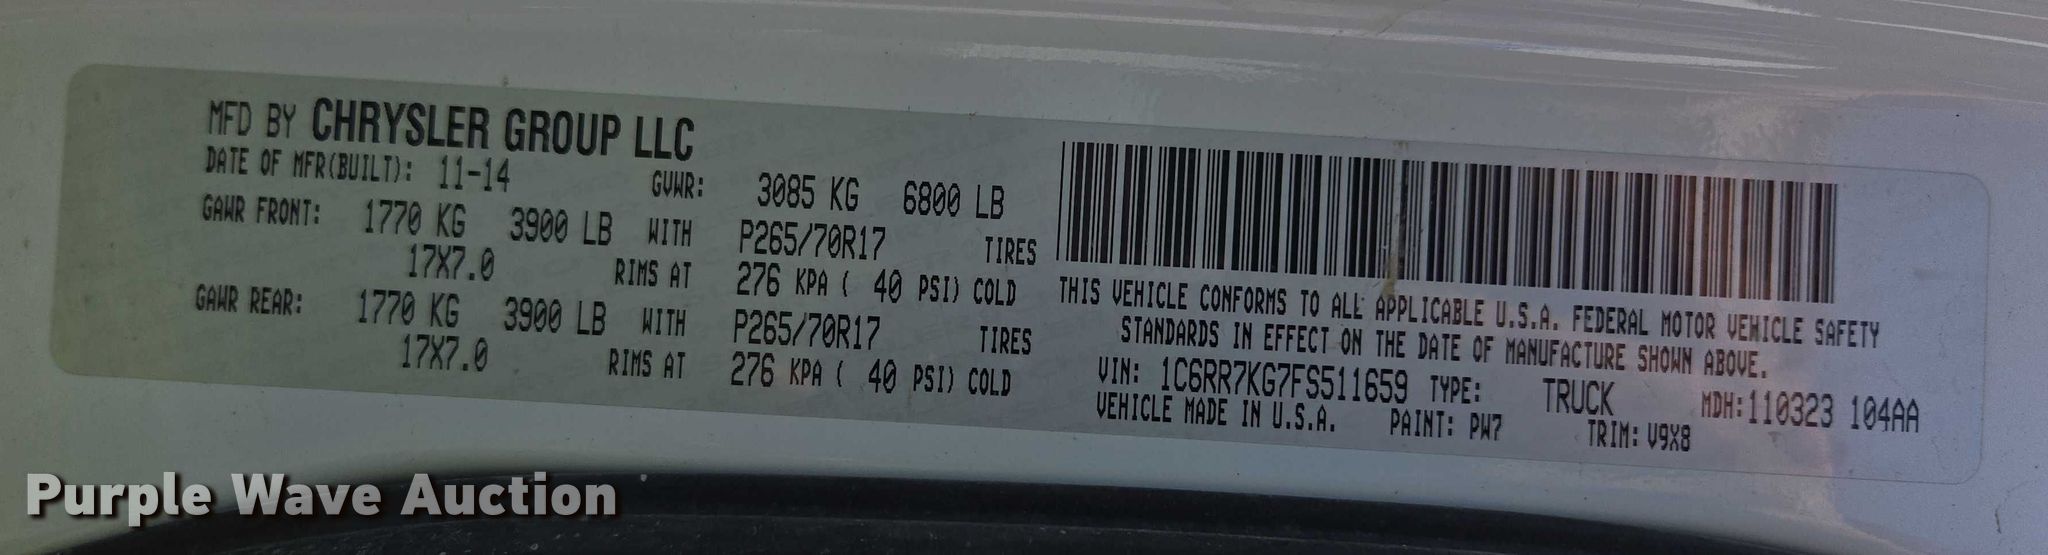 MFD BY CHRYSLER GROUP LLC
DATE OF MFR(BUILT): 11-14 GVWR: 3085 KG 6800 LB
GAWR FRONT: 1770 KG 3900 LB WITH P265/70R17 TIRES
17X7.0 RIMS AT 276 KPA ( 40 PSI) COLD
GAWR REAR: 1770 KG 3900 LB WITH P265/70R17 TIRES
17X7.0 RIMS AT 276 KPA ( 40 PSI) COLD
THIS VEHICLE CONFORMS TO ALL APPLICABLE U.S.A. FEDERAL MOTOR VEHICLE SAFETY
STANDARDS IN EFFECT ON THE DATE OF MANUFACTURE SHOWN ABOVE.
VIN: 1C6RR7KG7FS511659 TYPE: TRUCK MDH:110323 104AA
VEHICLE MADE IN U.S.A. PAINT: PW7 TRIM: V9X8
Purple Wave Auction